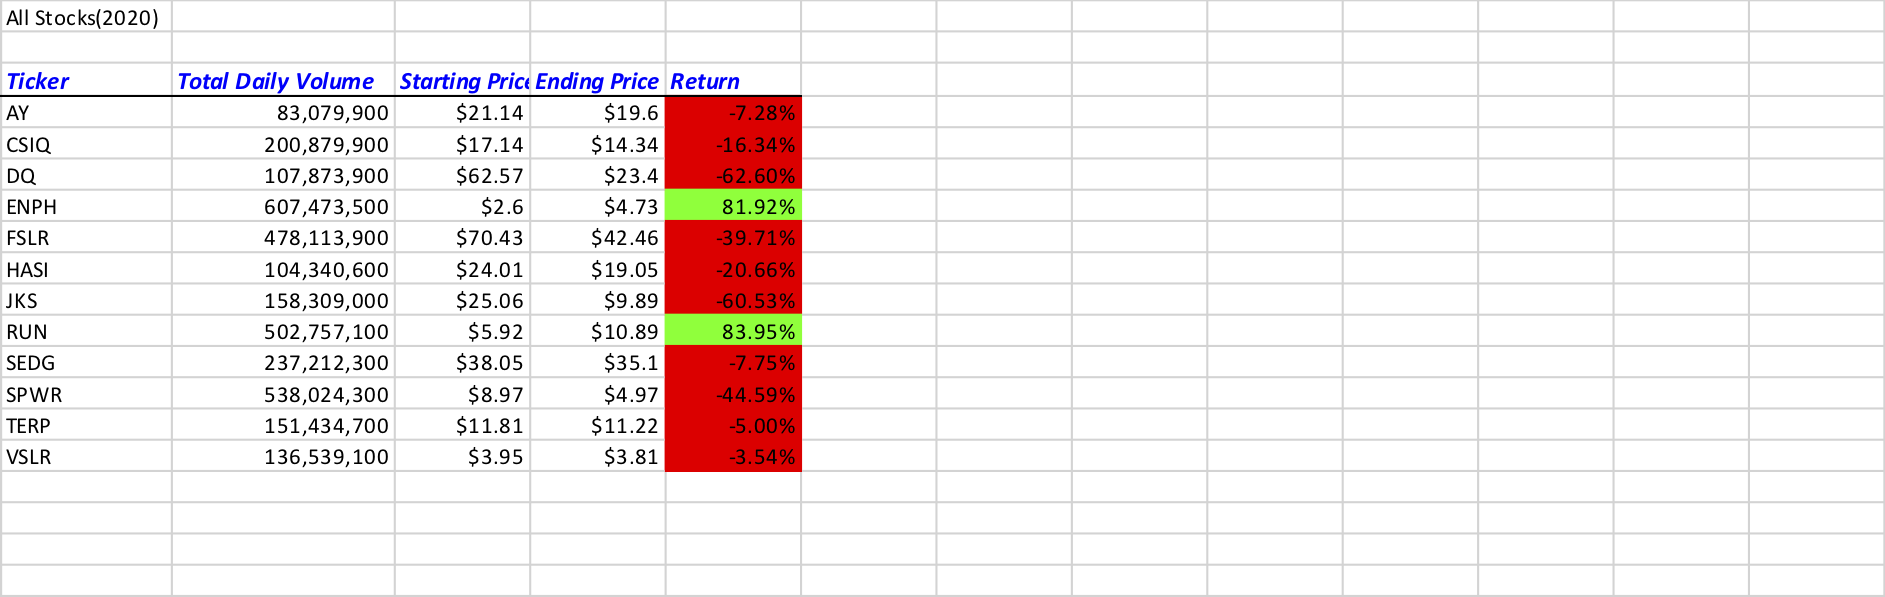 All Stocks(2020)
Ticker Total Daily Volume Starting Price Ending Price Return
AY 83,079,900 $21.14 $19.6 -7.28%
CSIQ 200,879,900 $17.14 $14.34 -16.34%
DQ 107,873,900 $62.57 $23.4 -62.60%
ENPH 607,473,500 $2.6 $4.73 81.92%
FSLR 478,113,900 $70.43 $42.46 -39.71%
HASI 104,340,600 $24.01 $19.05 -20.66%
JKS 158,309,000 $25.06 $9.89 -60.53%
RUN 502,757,100 $5.92 $10.89 83.95%
SEDG 237,212,300 $38.05 $35.1 -7.75%
SPWR 538,024,300 $8.97 $4.97 -44.59%
TERP 151,434,700 $11.81 $11.22 -5.00%
VSLR 136,539,100 $3.95 $3.81 -3.54%